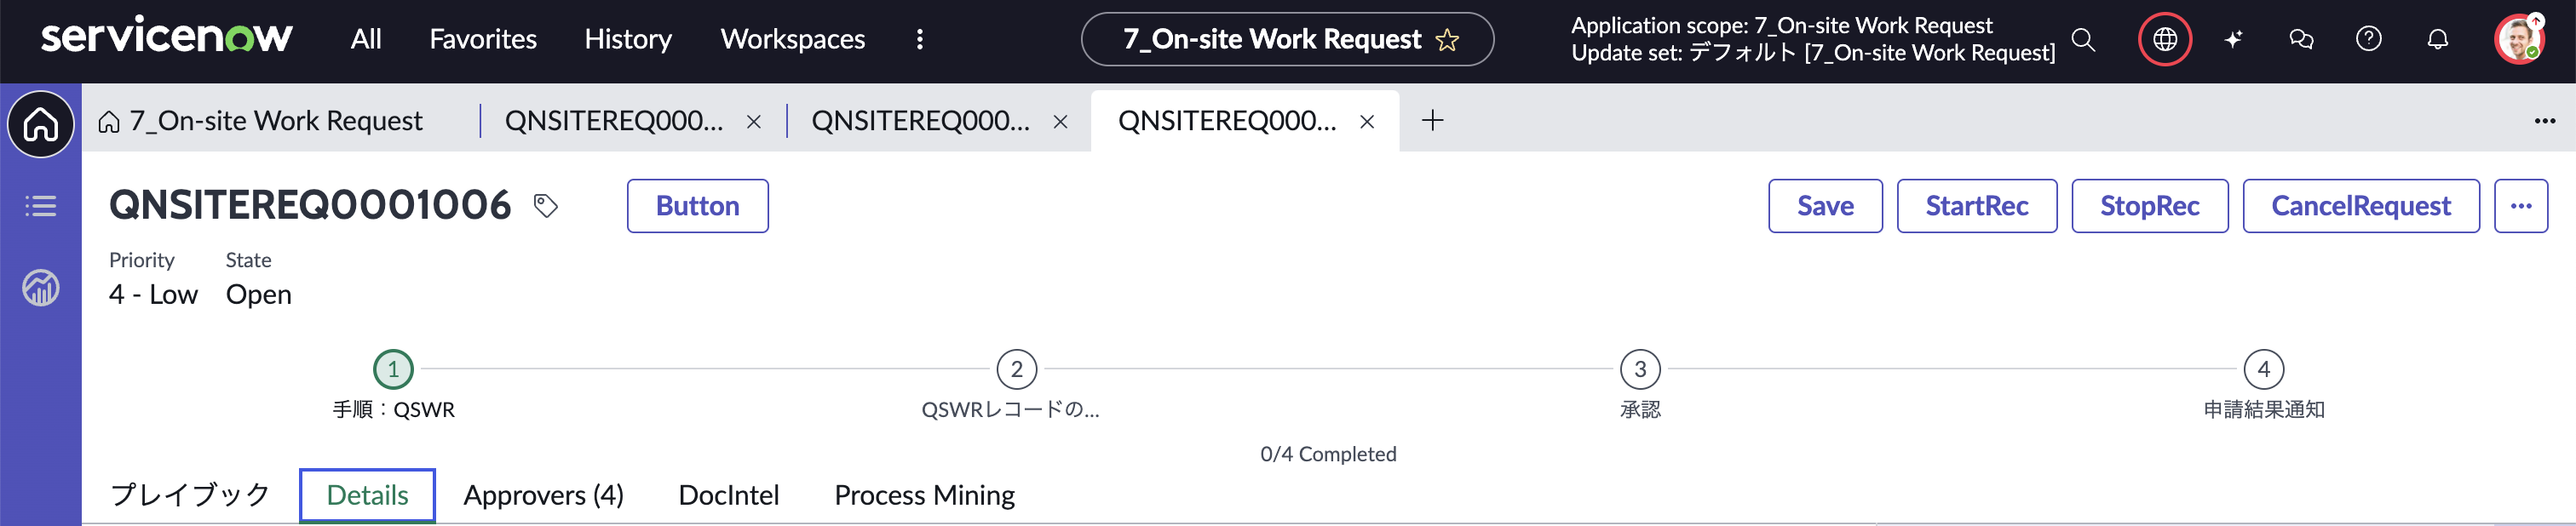 servicenow All Favorites History Workspaces 7_On-site Work Request Application scope: 7_On-site Work Request
Update set: デフォルト [7_On-site Work Request]
7_On-site Work Request QNSITEREQ000... QNSITEREQ000... QNSITEREQ000...
QNSITEREQ0001006 Button Save StartRec StopRec CancelRequest
Priority State
4 - Low Open
1 2 3 4
手順：QSWR QSWRレコードの... 承認 申請結果通知
0/4 Completed
プレイブック Details Approvers (4) DocIntel Process Mining